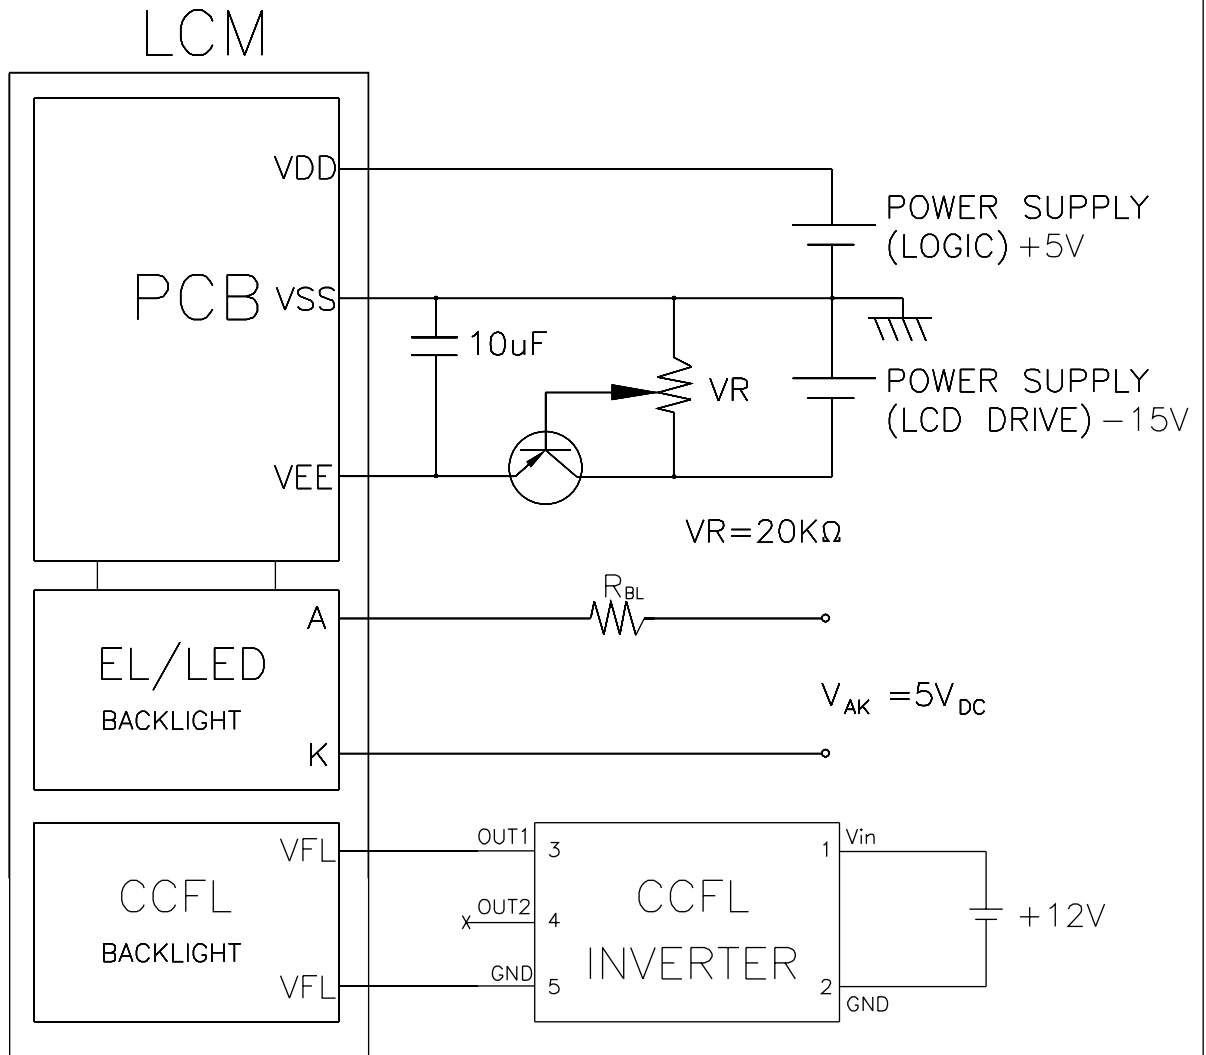 LCM
VDD
POWER SUPPLY
(LOGIC) +5V
PCB
VSS
10uF
VR
POWER SUPPLY
(LCD DRIVE) -15V
VEE
VR=20KΩ
A
RBL
EL/LED
BACKLIGHT
VAK =5VDC
K
VFL
OUT1
3
1
Vin
CCFL
BACKLIGHT
OUT2
4
CCFL
INVERTER
+12V
VFL
GND
5
2
GND